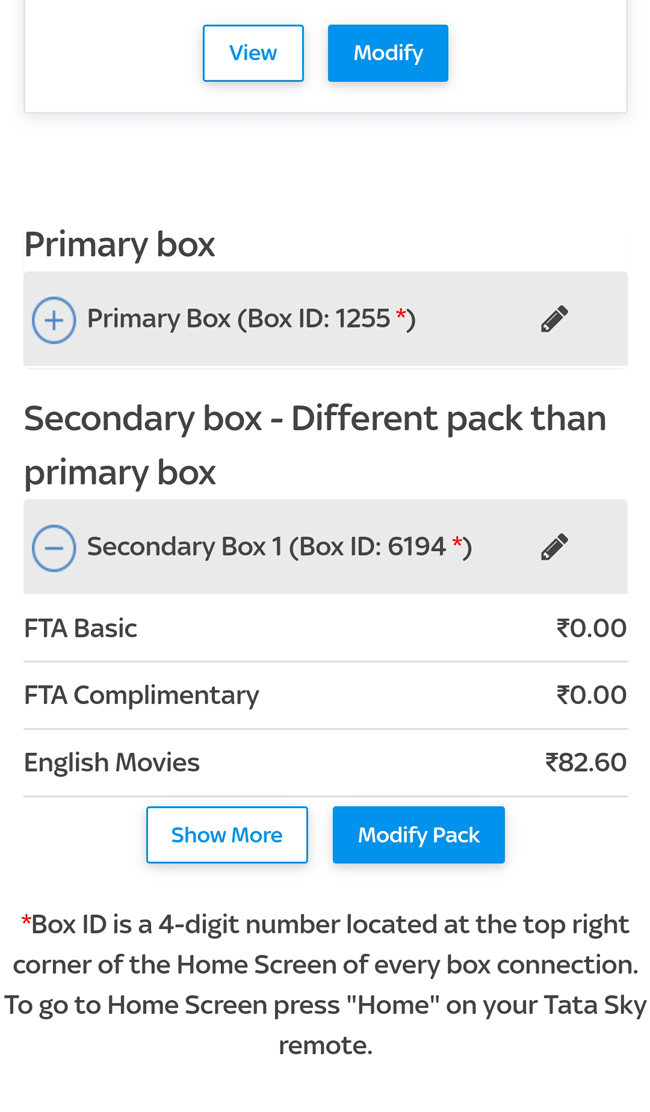 View Modify
Primary box
Primary Box (Box ID: 1255 *)
Secondary box - Different pack than
primary box
Secondary Box 1 (Box ID: 6194 *)
FTA Basic ₹0.00
FTA Complimentary ₹0.00
English Movies ₹82.60
Show More Modify Pack
*Box ID is a 4-digit number located at the top right
corner of the Home Screen of every box connection.
To go to Home Screen press "Home" on your Tata Sky
remote.